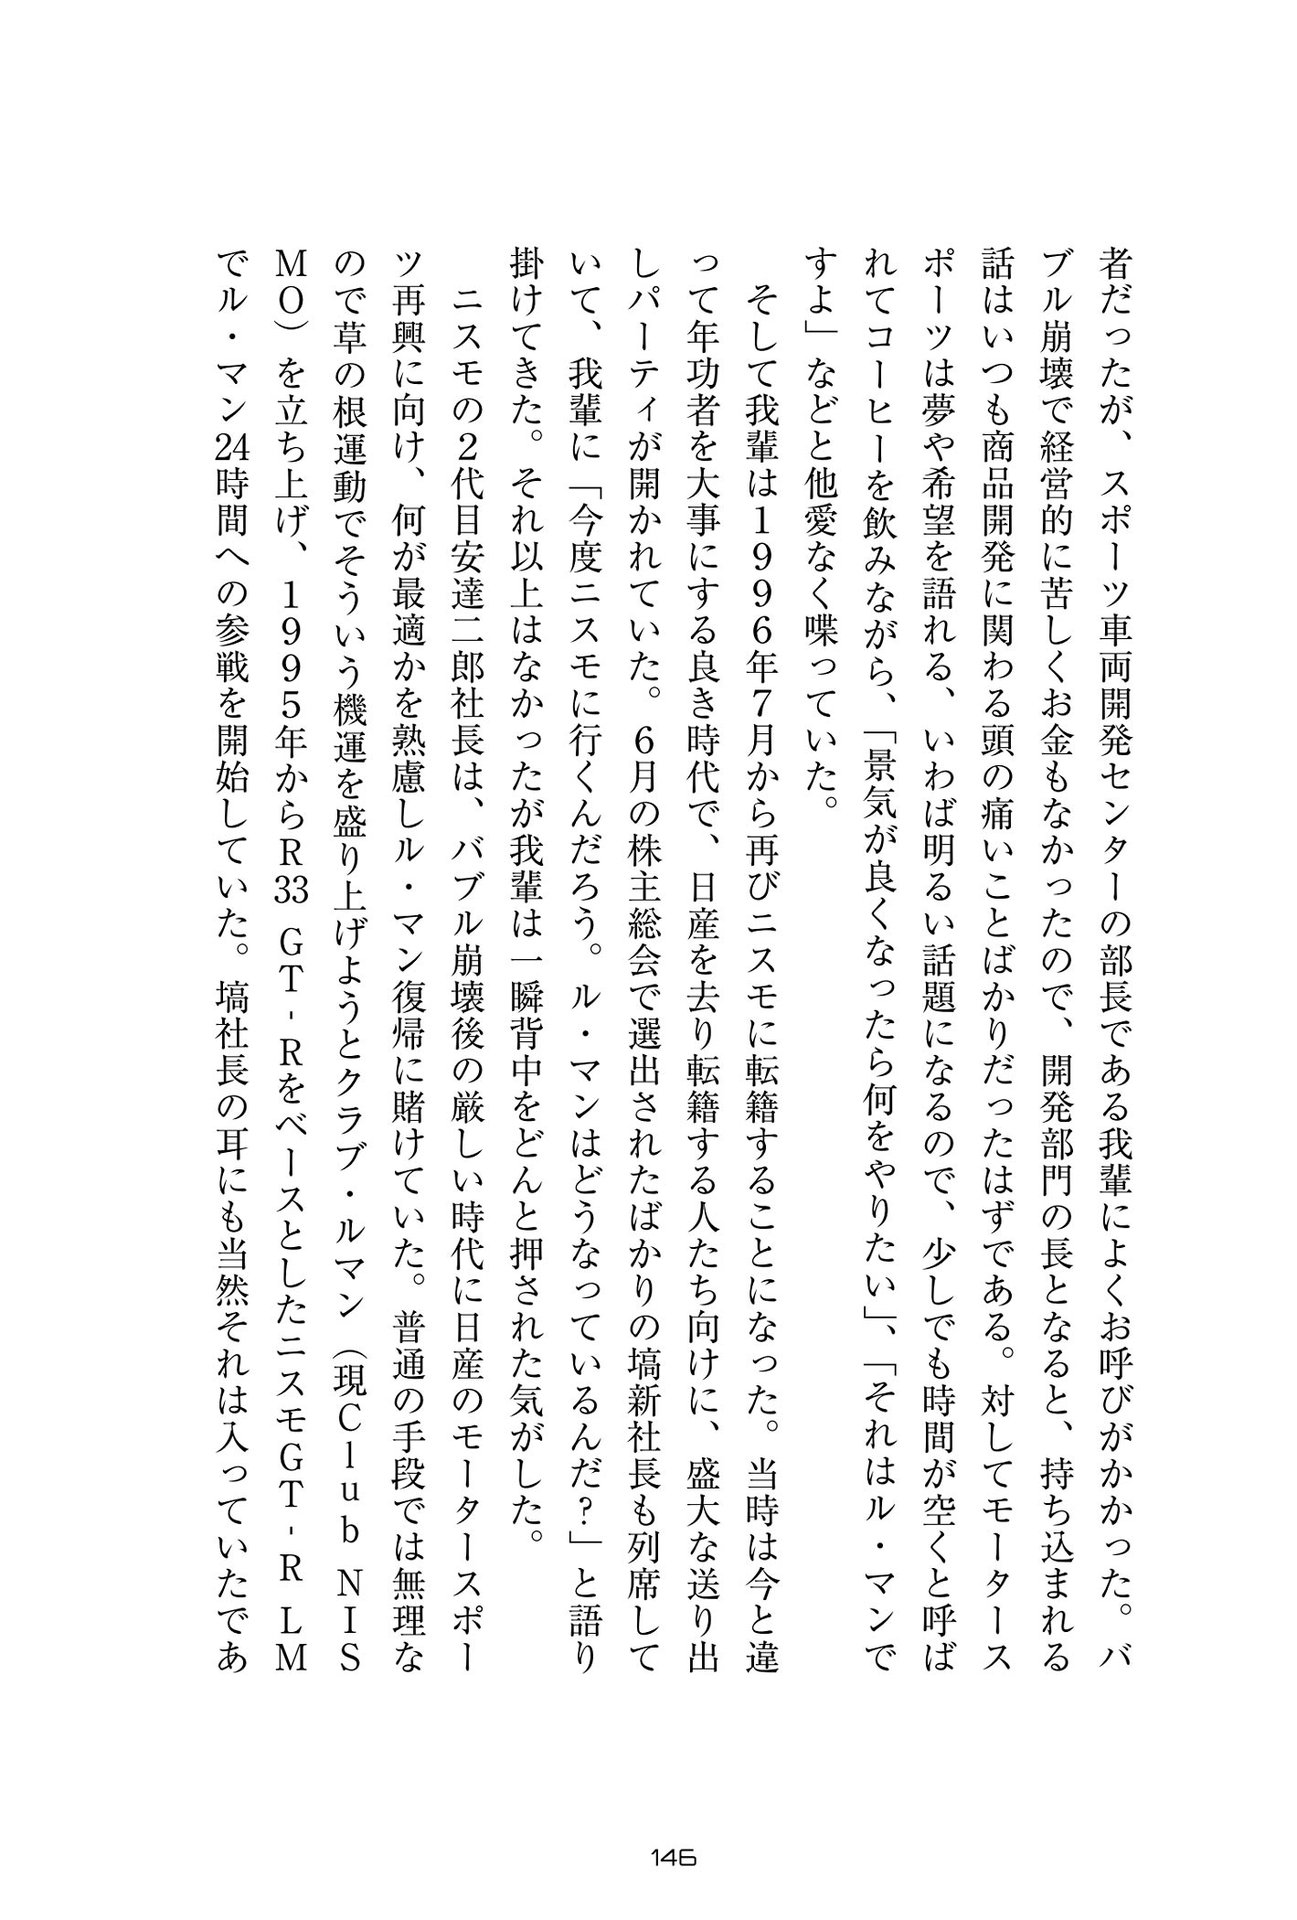 者だったが、スポーツ車両開発センターの部長である我輩によくお呼びがかかった。バ
ブル崩壊で経営的に苦しくお金もなかったので、開発部門の長となると、持ち込まれる
話はいつも商品開発に関わる頭の痛いことばかりだったはずである。対してモータース
ポーツは夢や希望を語れる、いわば明るい話題になるので、少しでも時間が空くと呼ば
れてコーヒーを飲みながら、「景気が良くなったら何をやりたい」、「それはル・マンで
すよ」などと他愛なく喋っていた。
　そして我輩は１９９６年７月から再びニスモに転籍することになった。当時は今と違
って年功者を大事にする良き時代で、日産を去り転籍する人たち向けに、盛大な送り出
しパーティが開かれていた。６月の株主総会で選出されたばかりの塙新社長も列席して
いて、我輩に「今度ニスモに行くんだろう。ル・マンはどうなっているんだ？」と語り
掛けてきた。それ以上はなかったが我輩は一瞬背中をどんと押された気がした。
　ニスモの２代目安達二郎社長は、バブル崩壊後の厳しい時代に日産のモータースポー
ツ再興に向け、何が最適かを熟慮しル・マン復帰に賭けていた。普通の手段では無理な
ので草の根運動でそういう機運を盛り上げようとクラブ・ルマン（現Ｃｌｕｂ ＮＩＳ
ＭＯ）を立ち上げ、１９９５年からＲ33 ＧＴ‐ＲをベースとしたニスモＧＴ‐Ｒ ＬＭ
でル・マン24時間への参戦を開始していた。塙社長の耳にも当然それは入っていたであ
146